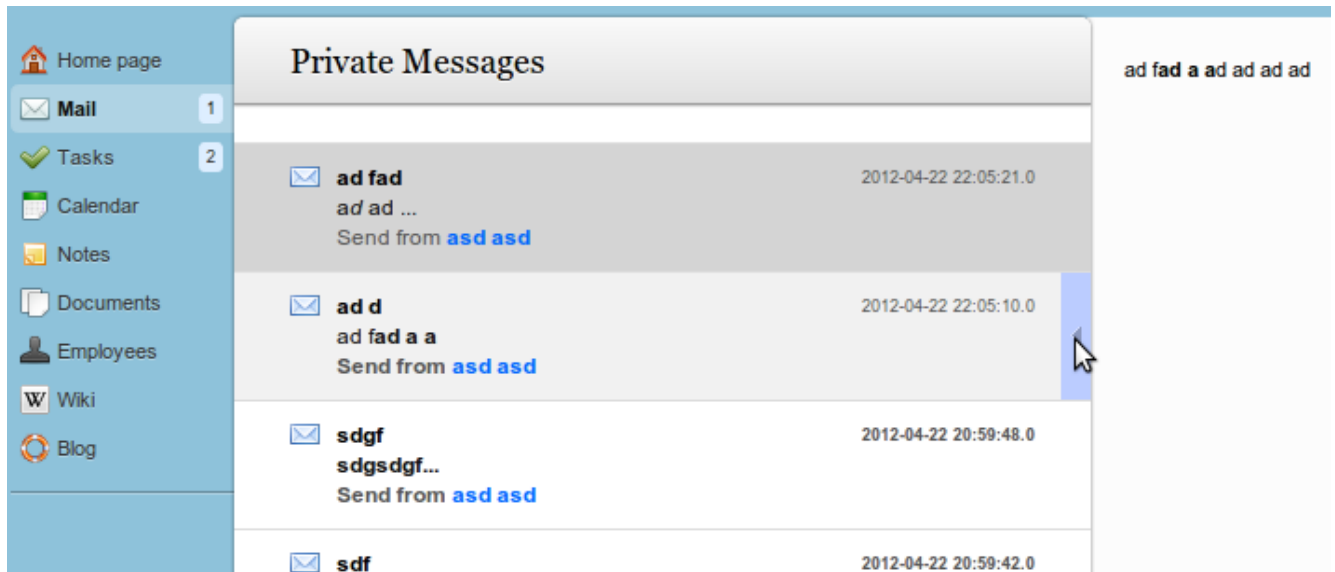 Home page
Mail 1
Tasks 2
Calendar
Notes
Documents
Employees
W Wiki
Blog
Private Messages
ad fad 2012-04-22 22:05:21.0
ad ad ...
Send from asd asd
ad d 2012-04-22 22:05:10.0
ad fad a a
Send from asd asd
sdgf 2012-04-22 20:59:48.0
sdgsdgf...
Send from asd asd
sdf 2012-04-22 20:59:42.0
ad fad a ad ad ad ad